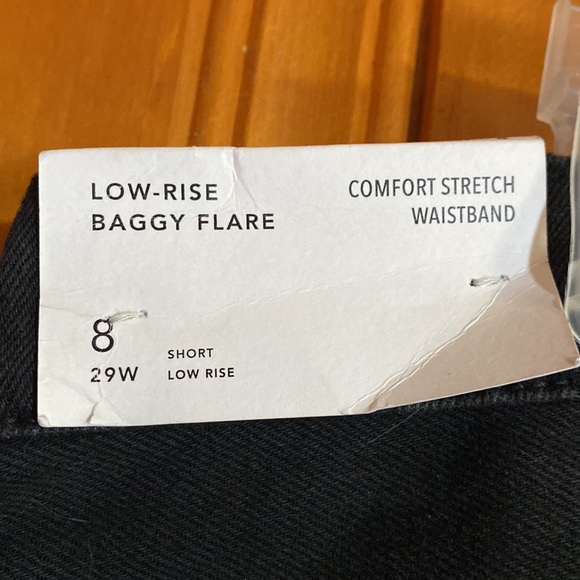 LOW-RISE
BAGGY FLARE
COMFORT STRETCH
WAISTBAND
8
29W
SHORT
LOW RISE